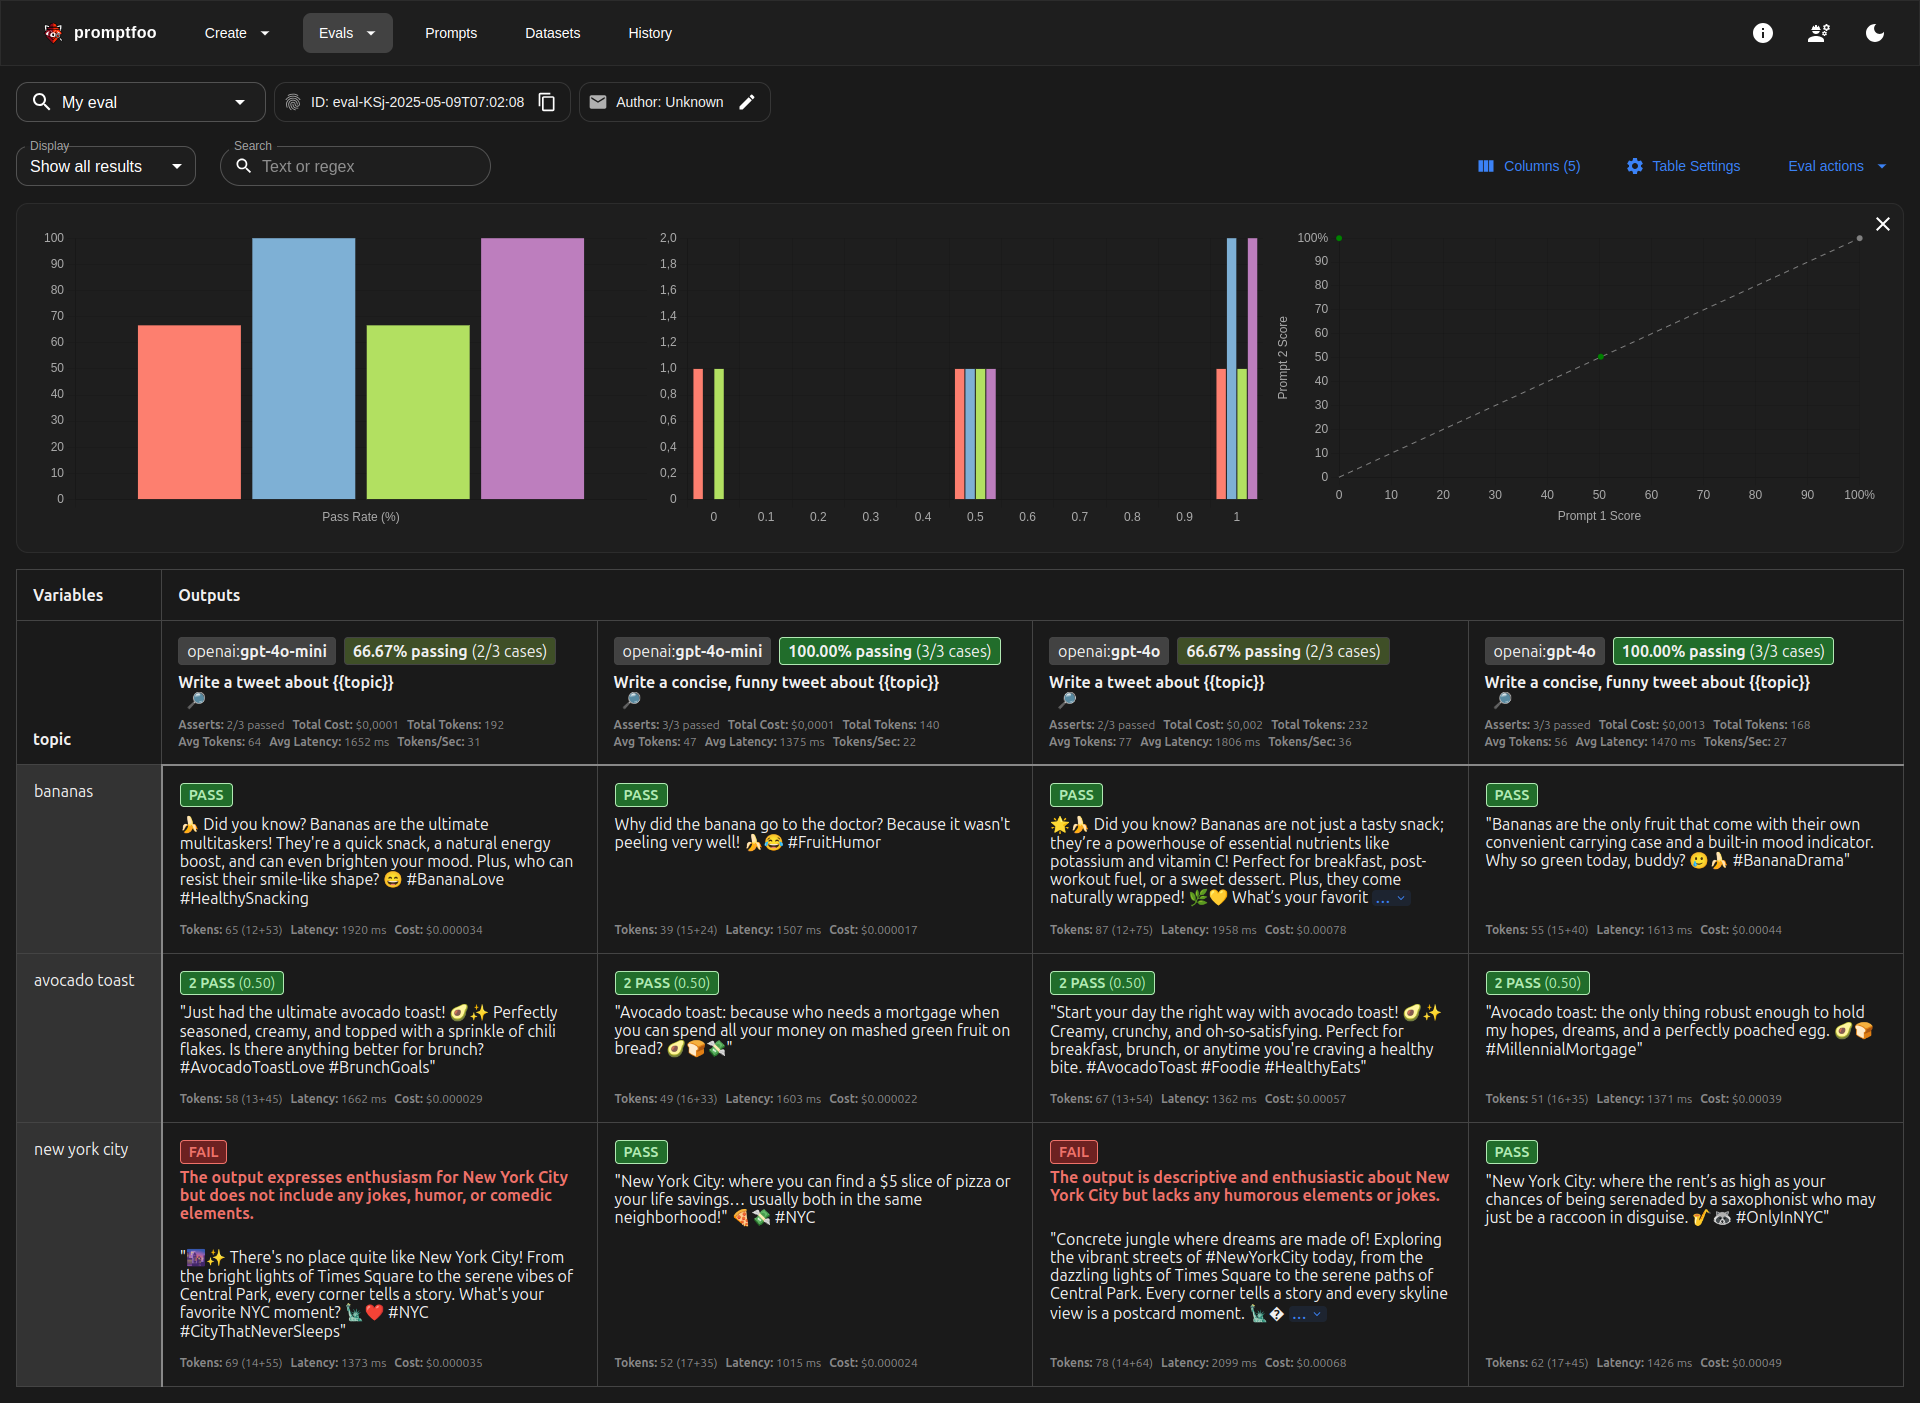 promptfoo
Create
Evals
Prompts
Datasets
History
My eval
ID: eval-KSj-2025-05-09T07:02:08
Author: Unknown
Display
Show all results
Search
Text or regex
Columns (5)
Table Settings
Eval actions
100
90
80
70
60
50
40
30
20
10
0
Pass Rate (%)
2,0
1,8
1,6
1,4
1,2
1,0
0,8
0,6
0,4
0,2
0
0 0.1 0.2 0.3 0.4 0.5 0.6 0.7 0.8 0.9 1
Prompt 2 Score
100%
90
80
70
60
50
40
30
20
10
0
0 10 20 30 40 50 60 70 80 90 100%
Prompt 1 Score
Variables
Outputs
topic
openai:gpt-4o-mini 66.67% passing (2/3 cases)
Write a tweet about {{topic}}
🔎
Asserts: 2/3 passed Total Cost: $0,0001 Total Tokens: 192
Avg Tokens: 64 Avg Latency: 1652 ms Tokens/Sec: 31
openai:gpt-4o-mini 100.00% passing (3/3 cases)
Write a concise, funny tweet about {{topic}}
🔎
Asserts: 3/3 passed Total Cost: $0,0001 Total Tokens: 140
Avg Tokens: 47 Avg Latency: 1375 ms Tokens/Sec: 22
openai:gpt-4o 66.67% passing (2/3 cases)
Write a tweet about {{topic}}
🔎
Asserts: 2/3 passed Total Cost: $0,002 Total Tokens: 232
Avg Tokens: 77 Avg Latency: 1806 ms Tokens/Sec: 36
openai:gpt-4o 100.00% passing (3/3 cases)
Write a concise, funny tweet about {{topic}}
🔎
Asserts: 3/3 passed Total Cost: $0,0013 Total Tokens: 168
Avg Tokens: 56 Avg Latency: 1470 ms Tokens/Sec: 27
bananas
PASS
🍌 Did you know? Bananas are the ultimate
multitaskers! They're a quick snack, a natural energy
boost, and can even brighten your mood. Plus, who can
resist their smile-like shape? 😄 #BananaLove
#HealthySnacking
Tokens: 65 (12+53) Latency: 1920 ms Cost: $0.000034
PASS
Why did the banana go to the doctor? Because it wasn't
peeling very well! 🍌😂 #FruitHumor
Tokens: 39 (15+24) Latency: 1507 ms Cost: $0.000017
PASS
🌟🍌 Did you know? Bananas are not just a tasty snack;
they're a powerhouse of essential nutrients like
potassium and vitamin C! Perfect for breakfast, post-
workout fuel, or a sweet dessert. Plus, they come
naturally wrapped! 🌿💛 What's your favorit ...
Tokens: 87 (12+75) Latency: 1958 ms Cost: $0.00078
PASS
"Bananas are the only fruit that come with their own
convenient carrying case and a built-in mood indicator.
Why so green today, buddy? 🥲🍌 #BananaDrama"
Tokens: 55 (15+40) Latency: 1613 ms Cost: $0.00044
avocado toast
2 PASS (0.50)
"Just had the ultimate avocado toast! 🥑✨ Perfectly
seasoned, creamy, and topped with a sprinkle of chili
flakes. Is there anything better for brunch?
#AvocadoToastLove #BrunchGoals"
Tokens: 58 (13+45) Latency: 1662 ms Cost: $0.000029
2 PASS (0.50)
"Avocado toast: because who needs a mortgage when
you can spend all your money on mashed green fruit on
bread? 🥑🍞💸"
Tokens: 49 (16+33) Latency: 1603 ms Cost: $0.000022
2 PASS (0.50)
"Start your day the right way with avocado toast! 🥑✨
Creamy, crunchy, and oh-so-satisfying. Perfect for
breakfast, brunch, or anytime you're craving a healthy
bite. #AvocadoToast #Foodie #HealthyEats"
Tokens: 67 (13+54) Latency: 1362 ms Cost: $0.00057
2 PASS (0.50)
"Avocado toast: the only thing robust enough to hold
my hopes, dreams, and a perfectly poached egg. 🥑🍞
#MillennialMortgage"
Tokens: 51 (16+35) Latency: 1371 ms Cost: $0.00039
new york city
FAIL
The output expresses enthusiasm for New York City
but does not include any jokes, humor, or comedic
elements.
"🌆✨ There's no place quite like New York City! From
the bright lights of Times Square to the serene vibes of
Central Park, every corner tells a story. What's your
favorite NYC moment? 🗽❤️ #NYC
#CityThatNeverSleeps"
Tokens: 69 (14+55) Latency: 1373 ms Cost: $0.000035
PASS
"New York City: where you can find a $5 slice of pizza or
your life savings… usually both in the same
neighborhood!" 🍕💸 #NYC
Tokens: 52 (17+35) Latency: 1015 ms Cost: $0.000024
FAIL
The output is descriptive and enthusiastic about New
York City but lacks any humorous elements or jokes.
"Concrete jungle where dreams are made of! Exploring
the vibrant streets of #NewYorkCity today, from the
dazzling lights of Times Square to the serene paths of
Central Park. Every corner tells a story and every skyline
view is a postcard moment. 🗽� ...
Tokens: 78 (14+64) Latency: 2099 ms Cost: $0.00068
PASS
"New York City: where the rent’s as high as your
chances of being serenaded by a saxophonist who may
just be a raccoon in disguise. 🎷🦝 #OnlyInNYC"
Tokens: 62 (17+45) Latency: 1426 ms Cost: $0.00049